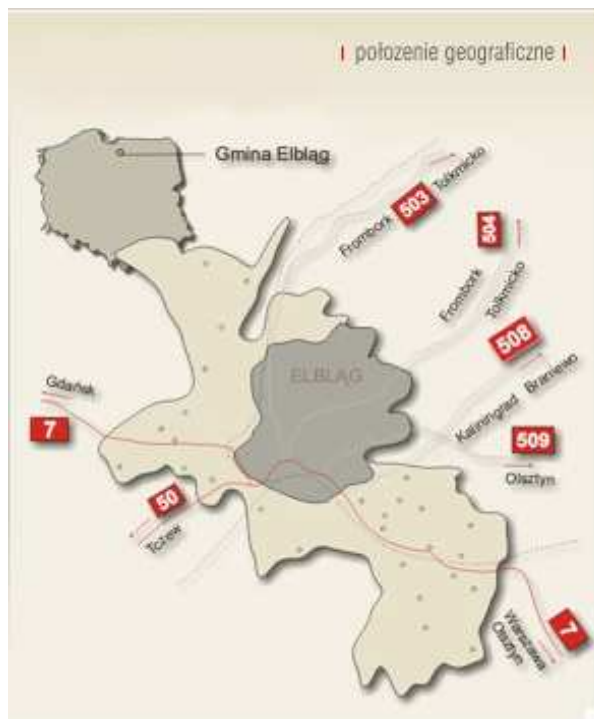 położenie geograficzne
Gmina Elbląg
503
Frombork
Tolkmicko
504
Frombork
Tolkmicko
508
Kaliningrad
Braniewo
ELBLĄG
Gdańsk
7
509
Olsztyn
50
Tczew
7
Warszawa
Olsztyn